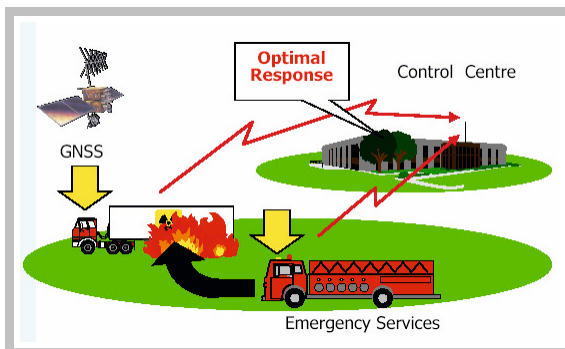 Optimal
Response
Control Centre
GNSS
Emergency Services